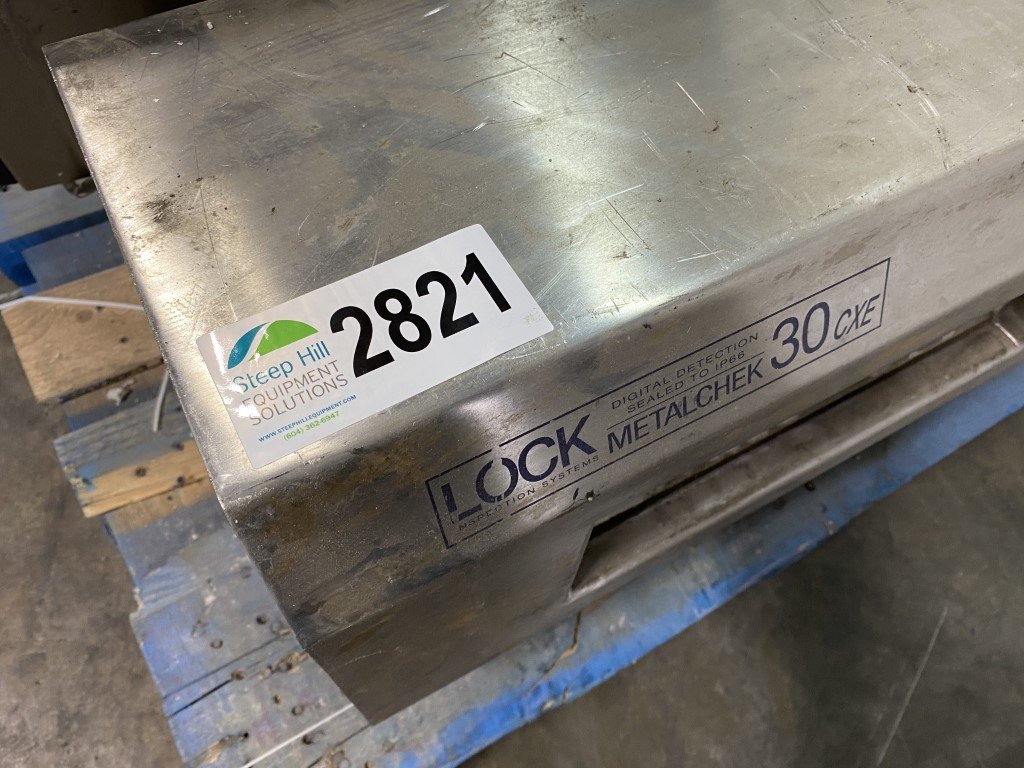 Steep Hill
EQUIPMENT
SOLUTIONS
2821
WWW.STEEPHILLEQUIPMENT.COM
(604) 362-6947
LOCK
INSPECTION SYSTEMS
DIGITAL DETECTION
SEALED TO IP66
METALCHEK 30 CXE